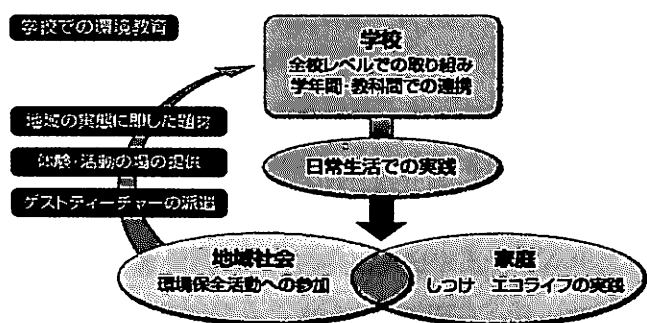 学校での環境教育
学校
全校レベルでの取り組み
学年間・教科間での連携
地域の実態に即した題材
体験・活動の場の提供
ゲストティーチャーの派遣
日常生活での実践
地域社会
環境保全活動への参加
家庭
しつけ エコライフの実践